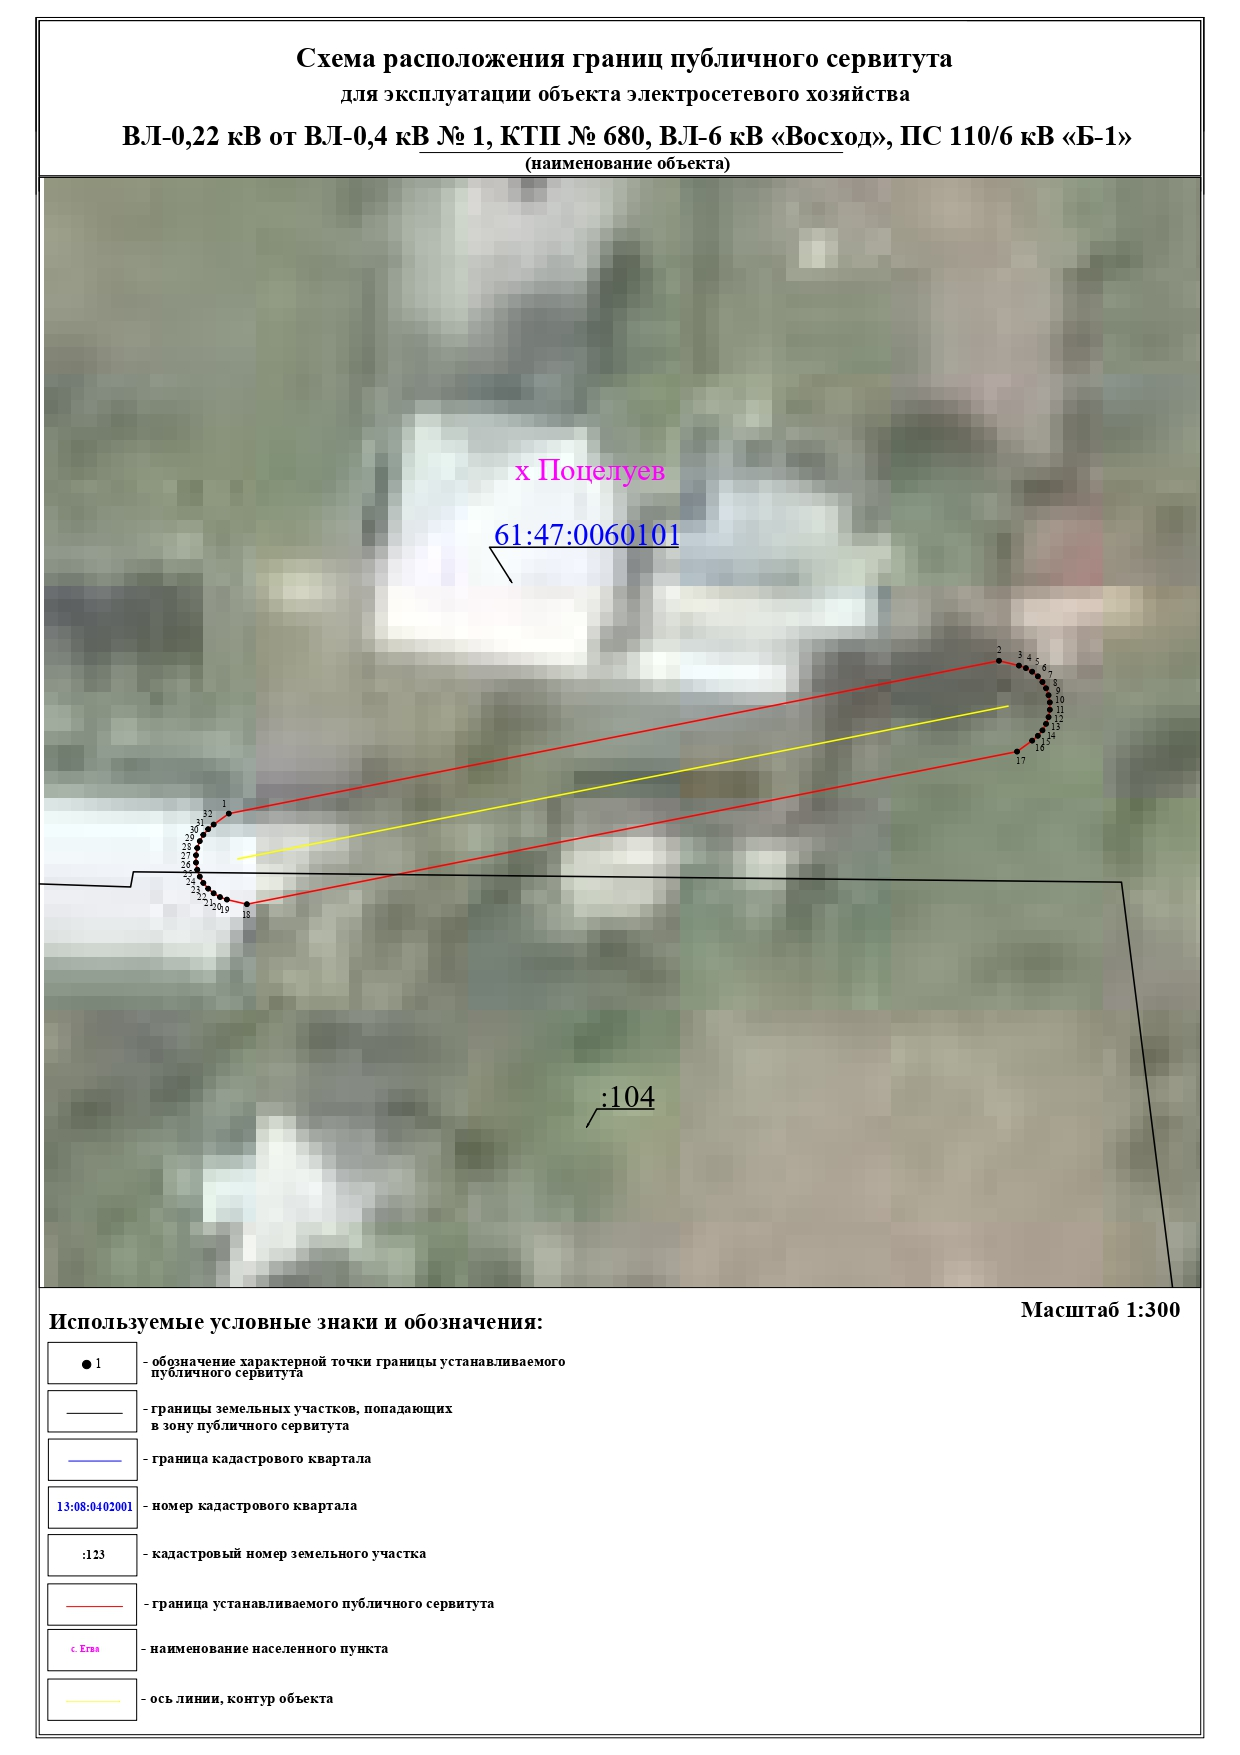 Схема расположения границ публичного сервитута
для эксплуатации объекта электросетевого хозяйства
ВЛ-0,22 кВ от ВЛ-0,4 кВ № 1, КТП № 680, ВЛ-6 кВ «Восход», ПС 110/6 кВ «Б-1»
(наименование объекта)
х Поцелуев
61:47:0060101
2
3
4
5
6
7
8
9
10
11
12
13
14
15
16
17
1
32
31
30
29
28
27
26
25
24
23
22
21
20
19
18
:104
Масштаб 1:300
Используемые условные знаки и обозначения:
1
- обозначение характерной точки границы устанавливаемого
публичного сервитута
- границы земельных участков, попадающих
в зону публичного сервитута
- граница кадастрового квартала
13:08:0402001
- номер кадастрового квартала
:123
- кадастровый номер земельного участка
- граница устанавливаемого публичного сервитута
с. Егва
- наименование населенного пункта
- ось линии, контур объекта